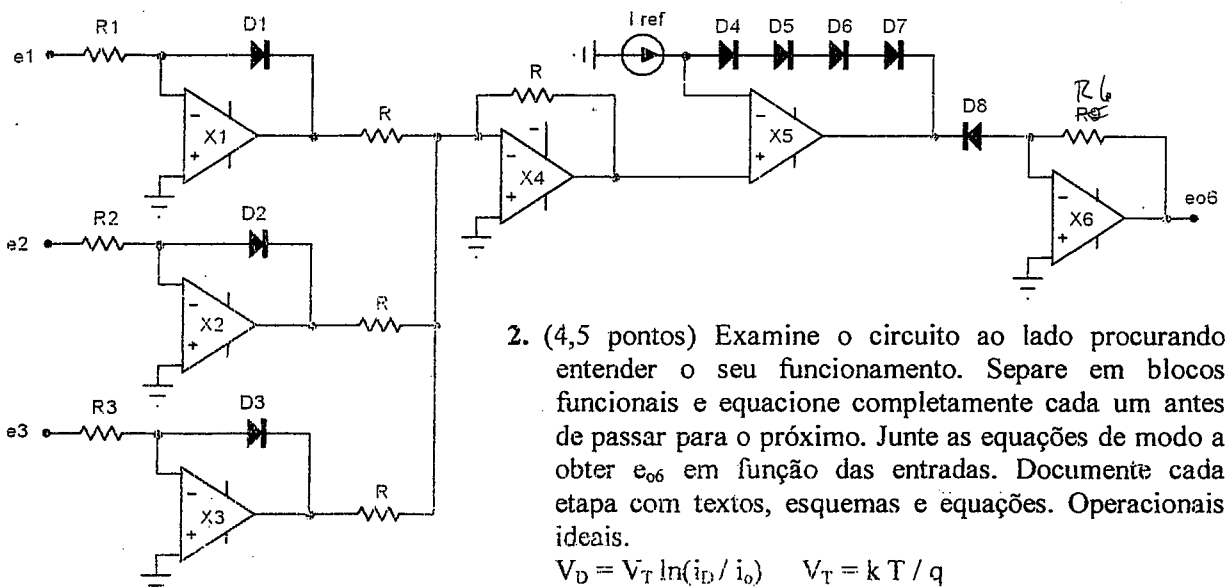 I ref
D4 D5 D6 D7
R1 D1
e1
R
R6
D8
- X1 +
R
- X4 +
- X5 +
- X6 +
eo6
R2 D2
e2
R
- X2 +
R3 D3
e3
R
- X3 +
2. (4,5 pontos) Examine o circuito ao lado procurando
entender o seu funcionamento. Separe em blocos
funcionais e equacione completamente cada um antes
de passar para o próximo. Junte as equações de modo a
obter eo6 em função das entradas. Documente cada
etapa com textos, esquemas e equações. Operacionais
ideais.
VD = VT ln(iD / io) VT = k T / q